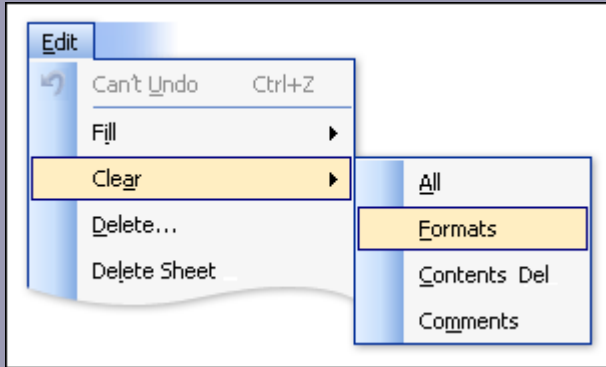 Edit
Can't Undo Ctrl+Z
Fill
Clear
Delete...
Delete Sheet
All
Formats
Contents Del
Comments